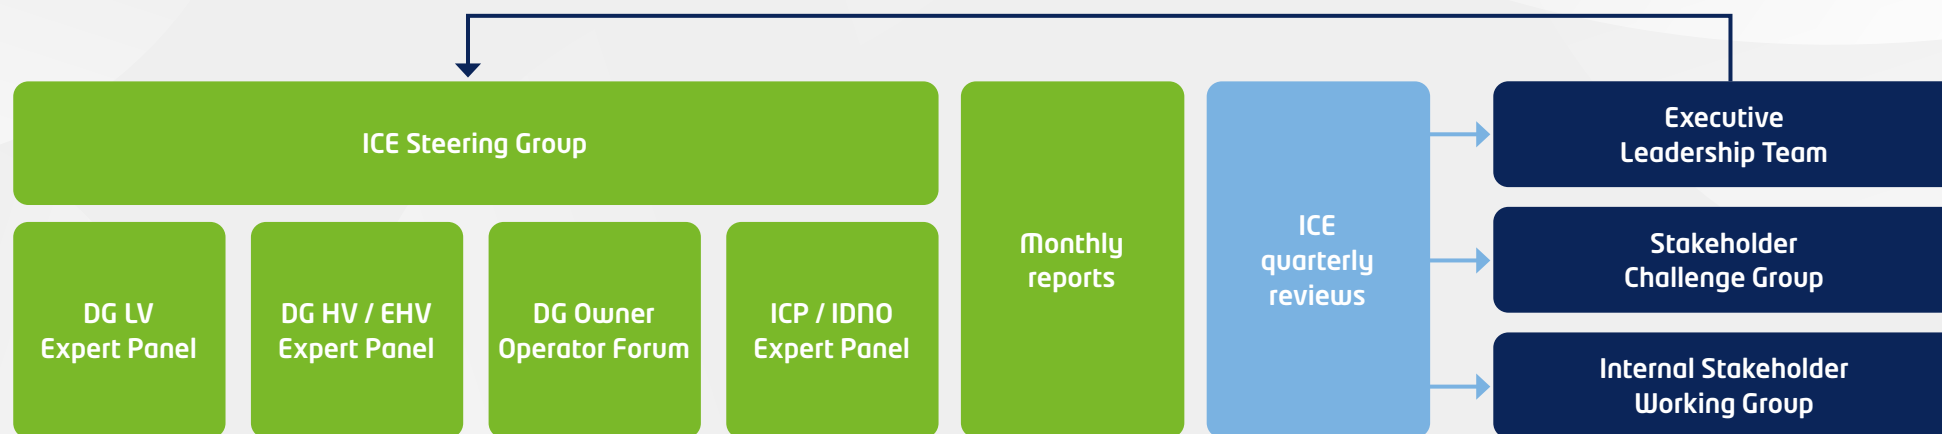 ICE Steering Group
DG LV
Expert Panel
DG HV / EHV
Expert Panel
DG Owner
Operator Forum
ICP / IDNO
Expert Panel
Monthly
reports
ICE
quarterly
reviews
Executive
Leadership Team
Stakeholder
Challenge Group
Internal Stakeholder
Working Group